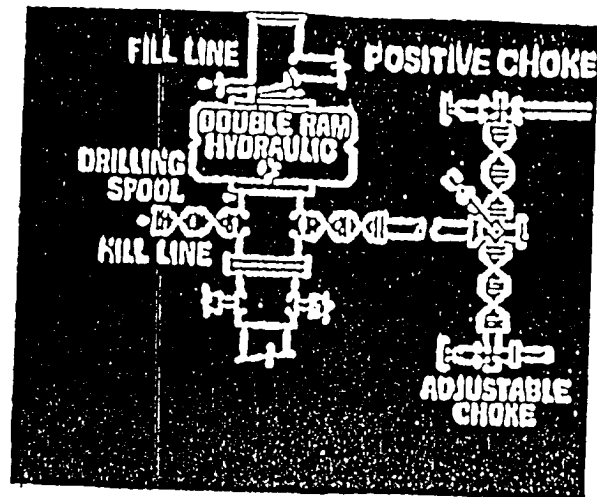 FILL LINE
POSITIVE CHOKE
DOUBLE RAM
HYDRAULIC
DRILLING
SPOOL
KILL LINE
ADJUSTABLE
CHOKE